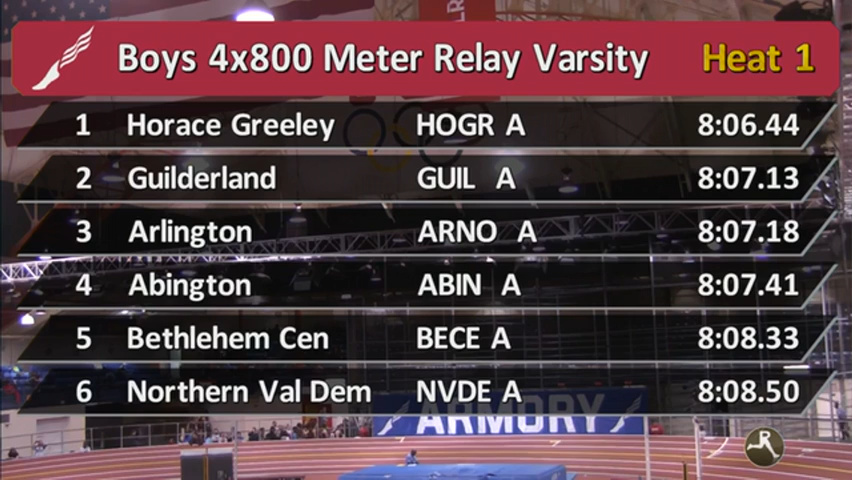 Boys 4x800 Meter Relay Varsity Heat 1
1 Horace Greeley HOGR A 8:06.44
2 Guilderland GUIL A 8:07.13
3 Arlington ARNO A 8:07.18
4 Abington ABIN A 8:07.41
5 Bethlehem Cen BECE A 8:08.33
6 Northern Val Dem NVDE A 8:08.50
ARMORY
R